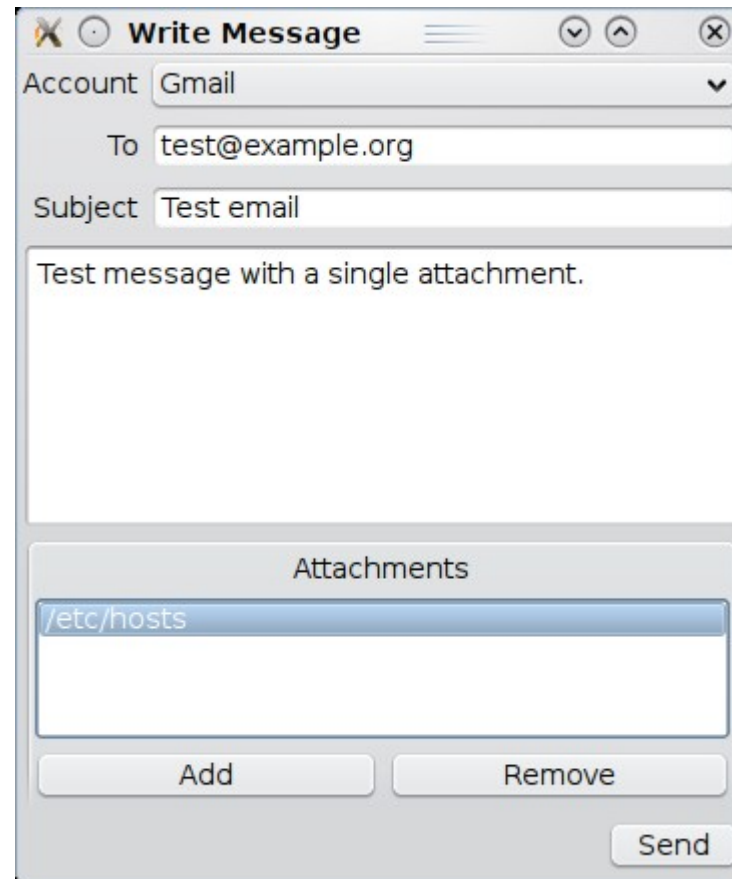 Write Message
Account Gmail
To test@example.org
Subject Test email
Test message with a single attachment.
Attachments
/etc/hosts
Add Remove
Send